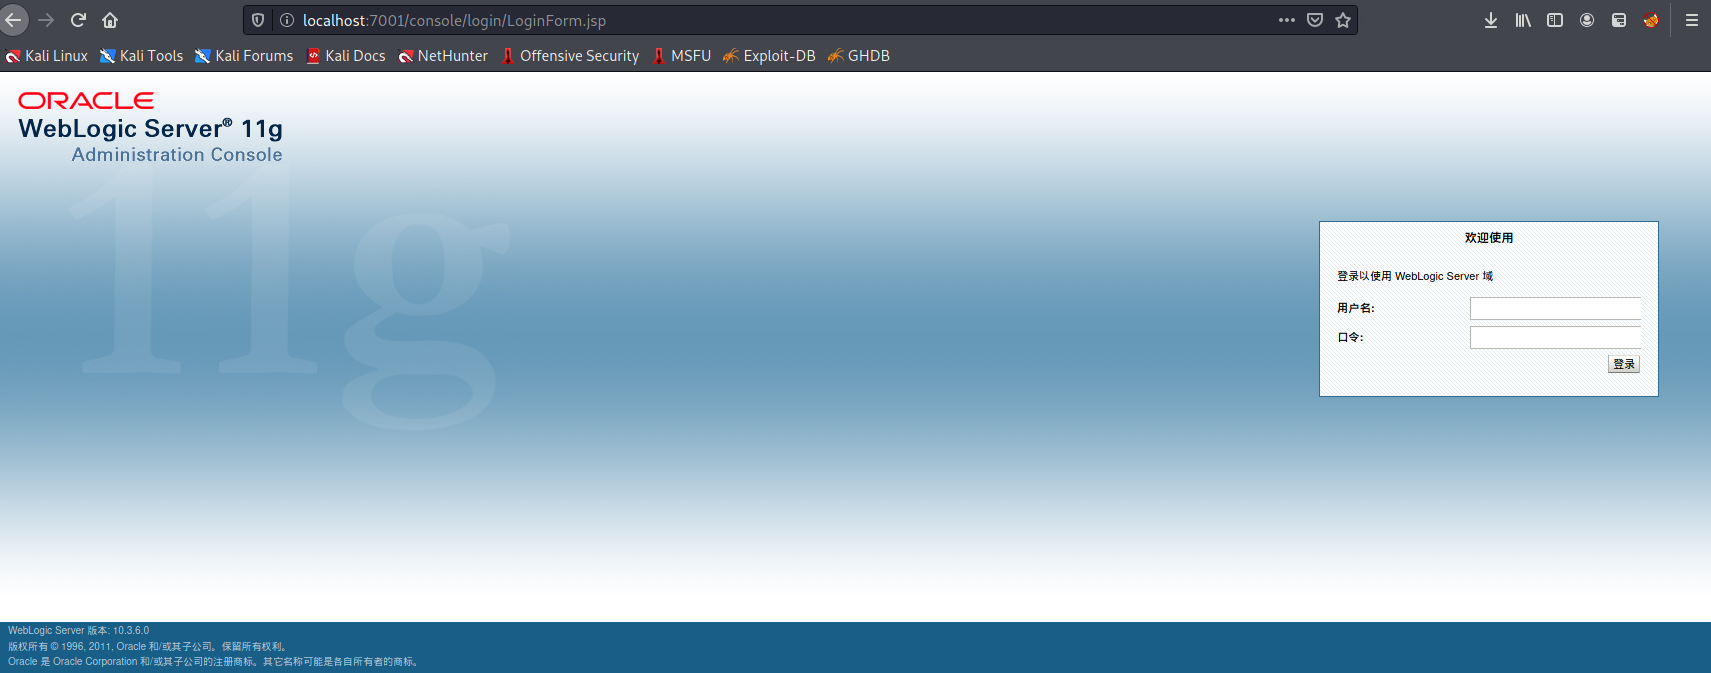 localhost:7001/console/login/LoginForm.jsp
Kali Linux Kali Tools Kali Forums Kali Docs NetHunter Offensive Security MSFU Exploit-DB GHDB
ORACLE
WebLogic Server® 11g
Administration Console
11g
欢迎使用
登录以使用 WebLogic Server 域
用户名:
口令:
登录
WebLogic Server 版本: 10.3.6.0
版权所有 © 1996, 2011, Oracle 和/或其子公司。保留所有权利。
Oracle 是 Oracle Corporation 和/或其子公司的注册商标。其它名称可能是各自所有者的商标。